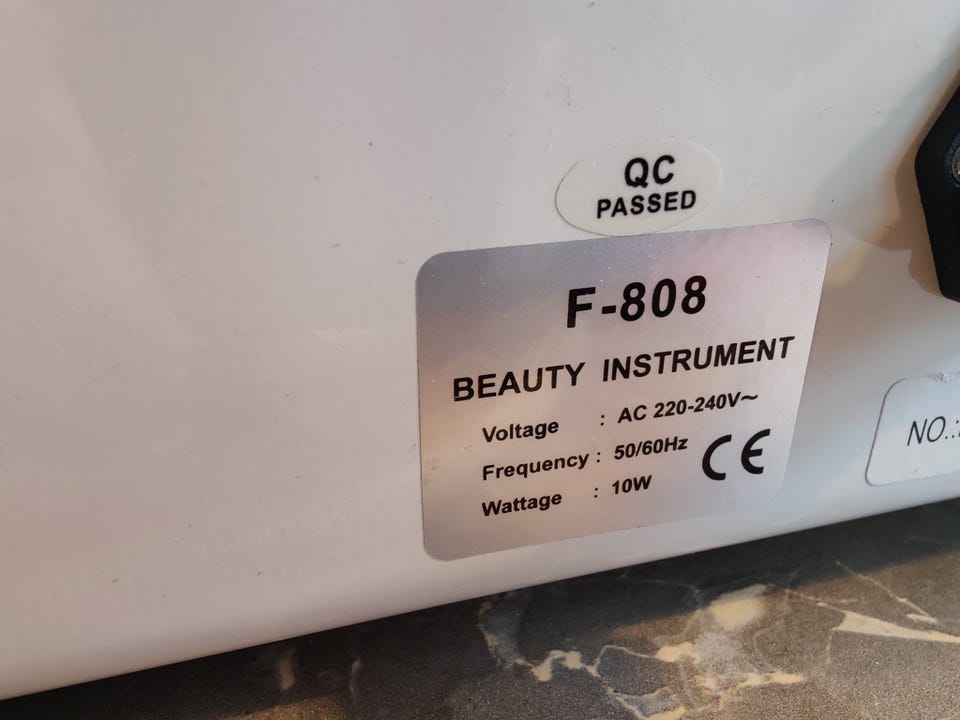 QC
PASSED
F-808
BEAUTY INSTRUMENT
Voltage : AC 220-240V~
Frequency : 50/60Hz
Wattage : 10W
CE
NO.: